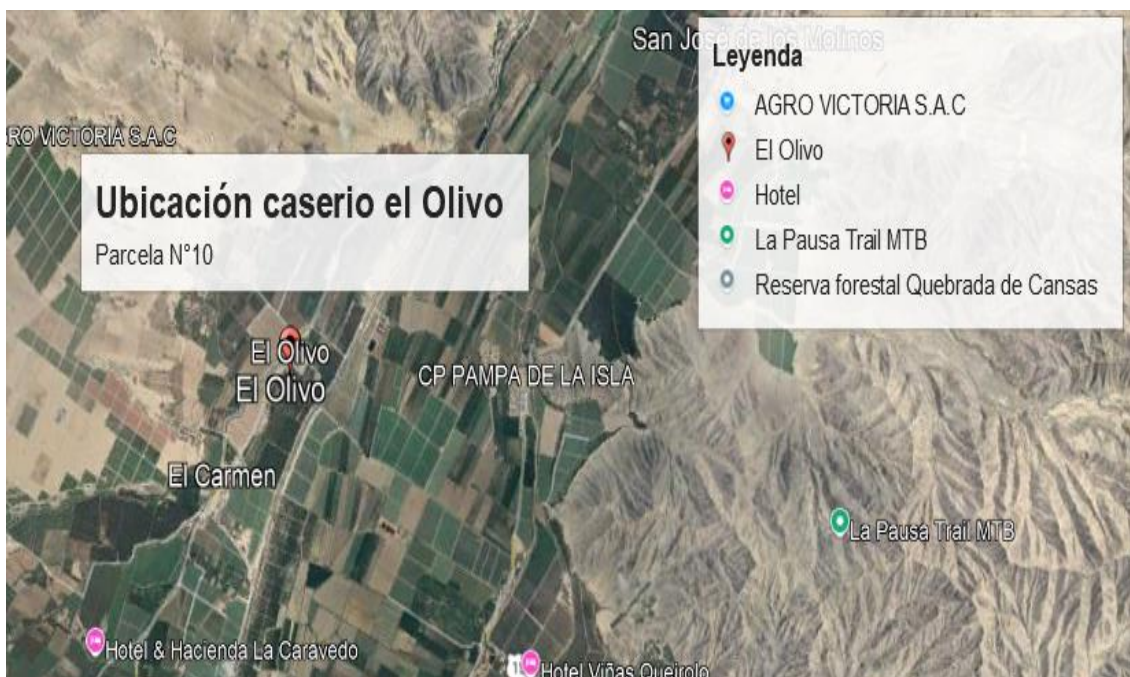 San José de los Molinos
Leyenda
AGRO VICTORIA S.A.C
El Olivo
Hotel
La Pausa Trail MTB
Reserva forestal Quebrada de Cansas
RO VICTORIA S.A.C
Ubicación caserio el Olivo
Parcela N°10
El Olivo
El Olivo
CP PAMPA DE LA ISLA
El Carmen
La Pausa Trail MTB
Hotel & Hacienda La Caravedo
Hotel Viñas Queirolo